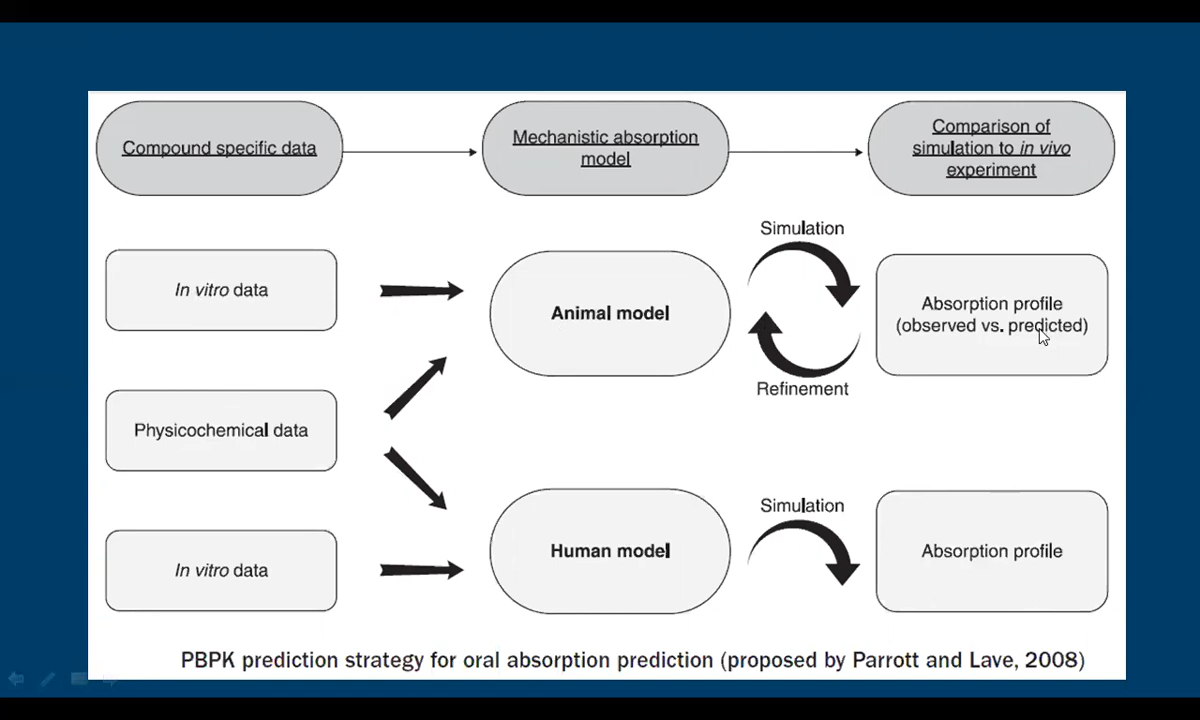 Compound specific data
Mechanistic absorption
model
Comparison of
simulation to in vivo
experiment
In vitro data
Animal model
Simulation
Refinement
Absorption profile
(observed vs. predicted)
Physicochemical data
In vitro data
Human model
Simulation
Absorption profile
PBPK prediction strategy for oral absorption prediction (proposed by Parrott and Lave, 2008)